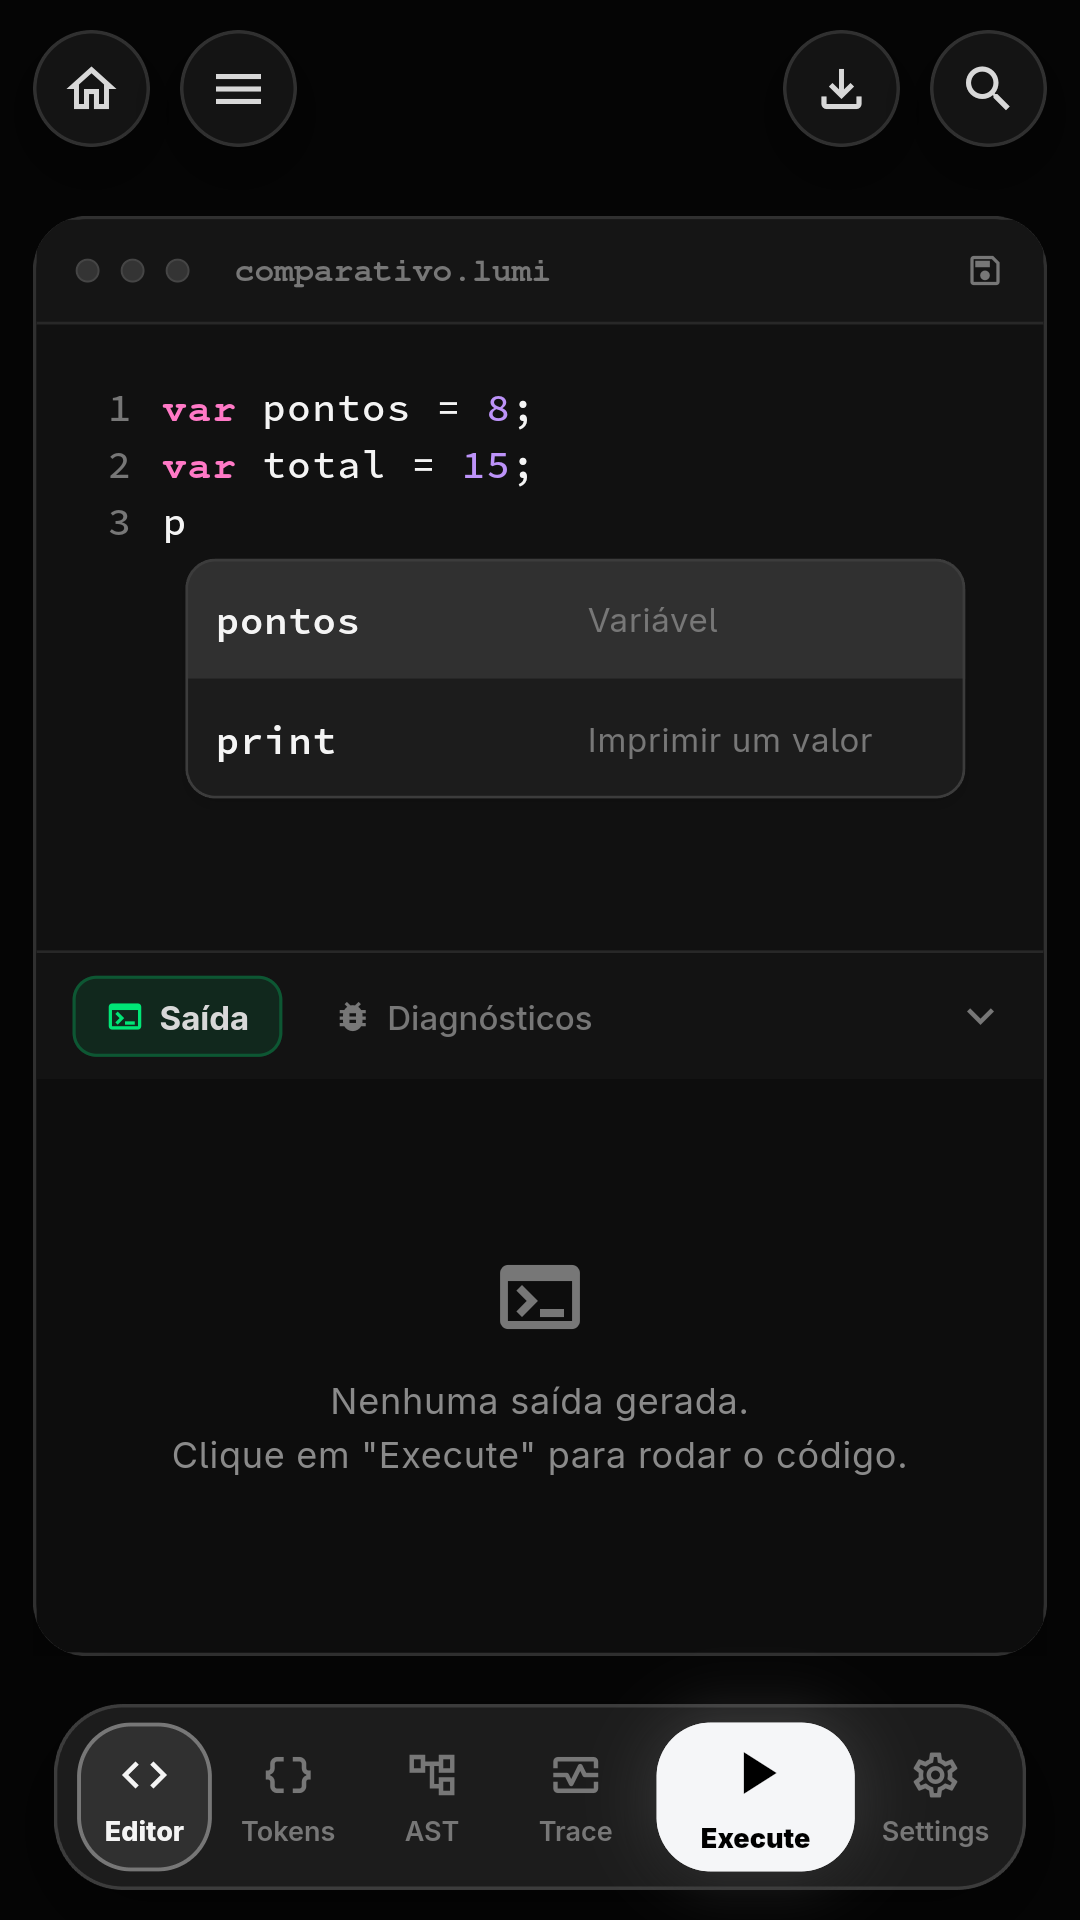 comparativo.lumi
1 var pontos = 8;
2 var total = 15;
3 p
pontos Variável
print Imprimir um valor
Saída Diagnósticos
Nenhuma saída gerada.
Clique em "Execute" para rodar o código.
Editor Tokens AST Trace Execute Settings